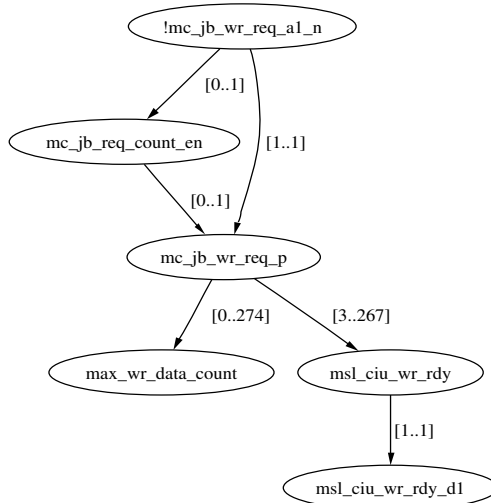 !mc_jb_wr_req_a1_n
[0..1]
mc_jb_req_count_en
[1..1]
[0..1]
mc_jb_wr_req_p
[0..274]
[3..267]
max_wr_data_count
msl_ciu_wr_rdy
[1..1]
msl_ciu_wr_rdy_d1